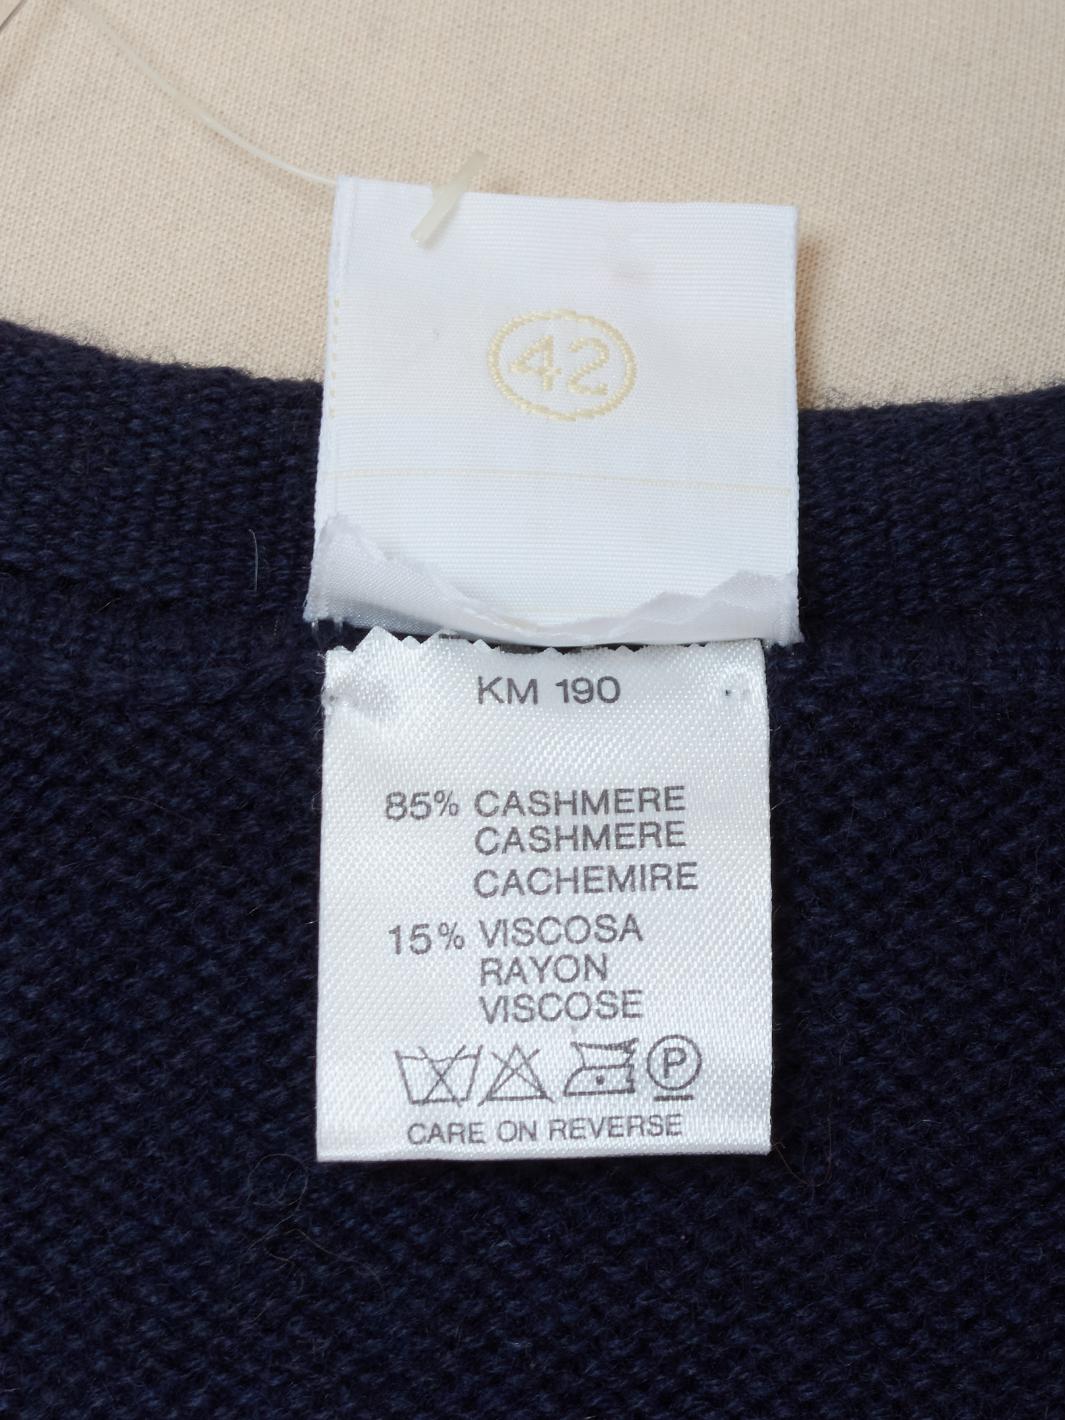 42
KM 190
85% CASHMERE
CASHMERE
CACHEMIRE
15% VISCOSA
RAYON
VISCOSE
P
CARE ON REVERSE